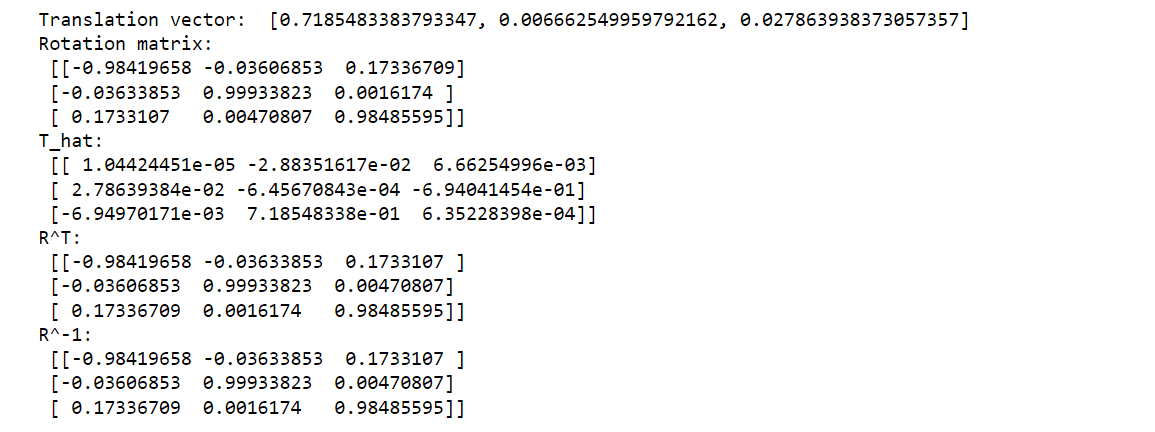 Translation vector:  [0.7185483383793347, 0.006662549959792162, 0.027863938373057357]
Rotation matrix:
 [[-0.98419658 -0.03606853  0.17336709]
 [-0.03633853  0.99933823  0.0016174 ]
 [ 0.1733107   0.00470807  0.98485595]]
T_hat:
 [[ 1.04424451e-05 -2.88351617e-02  6.66254996e-03]
 [ 2.78639384e-02 -6.45670843e-04 -6.94041454e-01]
 [-6.94970171e-03  7.18548338e-01  6.35228398e-04]]
R^T:
 [[-0.98419658 -0.03633853  0.1733107 ]
 [-0.03606853  0.99933823  0.00470807]
 [ 0.17336709  0.0016174   0.98485595]]
R^-1:
 [[-0.98419658 -0.03633853  0.1733107 ]
 [-0.03606853  0.99933823  0.00470807]
 [ 0.17336709  0.0016174   0.98485595]]